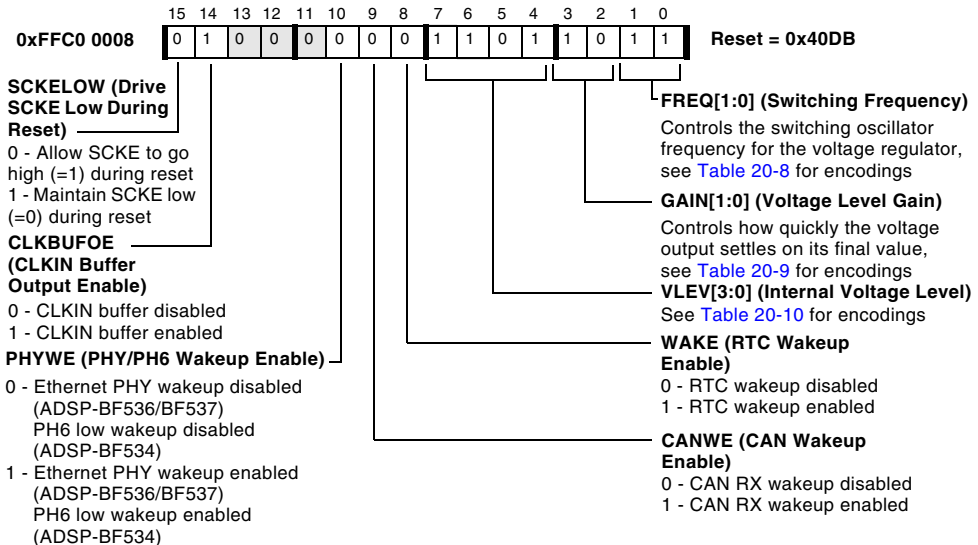 15 14 13 12 11 10 9 8 7 6 5 4 3 2 1 0
0xFFC0 0008 0 1 0 0 0 0 0 0 1 1 0 1 1 0 1 1 Reset = 0x40DB
SCKELOW (Drive
SCKE Low During
Reset)
0 - Allow SCKE to go
high (=1) during reset
1 - Maintain SCKE low
(=0) during reset
CLKBUFOE
(CLKIN Buffer
Output Enable)
0 - CLKIN buffer disabled
1 - CLKIN buffer enabled
PHYWE (PHY/PH6 Wakeup Enable)
0 - Ethernet PHY wakeup disabled
(ADSP-BF536/BF537)
PH6 low wakeup disabled
(ADSP-BF534)
1 - Ethernet PHY wakeup enabled
(ADSP-BF536/BF537)
PH6 low wakeup enabled
(ADSP-BF534)
FREQ[1:0] (Switching Frequency)
Controls the switching oscillator
frequency for the voltage regulator,
see Table 20-8 for encodings
GAIN[1:0] (Voltage Level Gain)
Controls how quickly the voltage
output settles on its final value,
see Table 20-9 for encodings
VLEV[3:0] (Internal Voltage Level)
See Table 20-10 for encodings
WAKE (RTC Wakeup
Enable)
0 - RTC wakeup disabled
1 - RTC wakeup enabled
CANWE (CAN Wakeup
Enable)
0 - CAN RX wakeup disabled
1 - CAN RX wakeup enabled